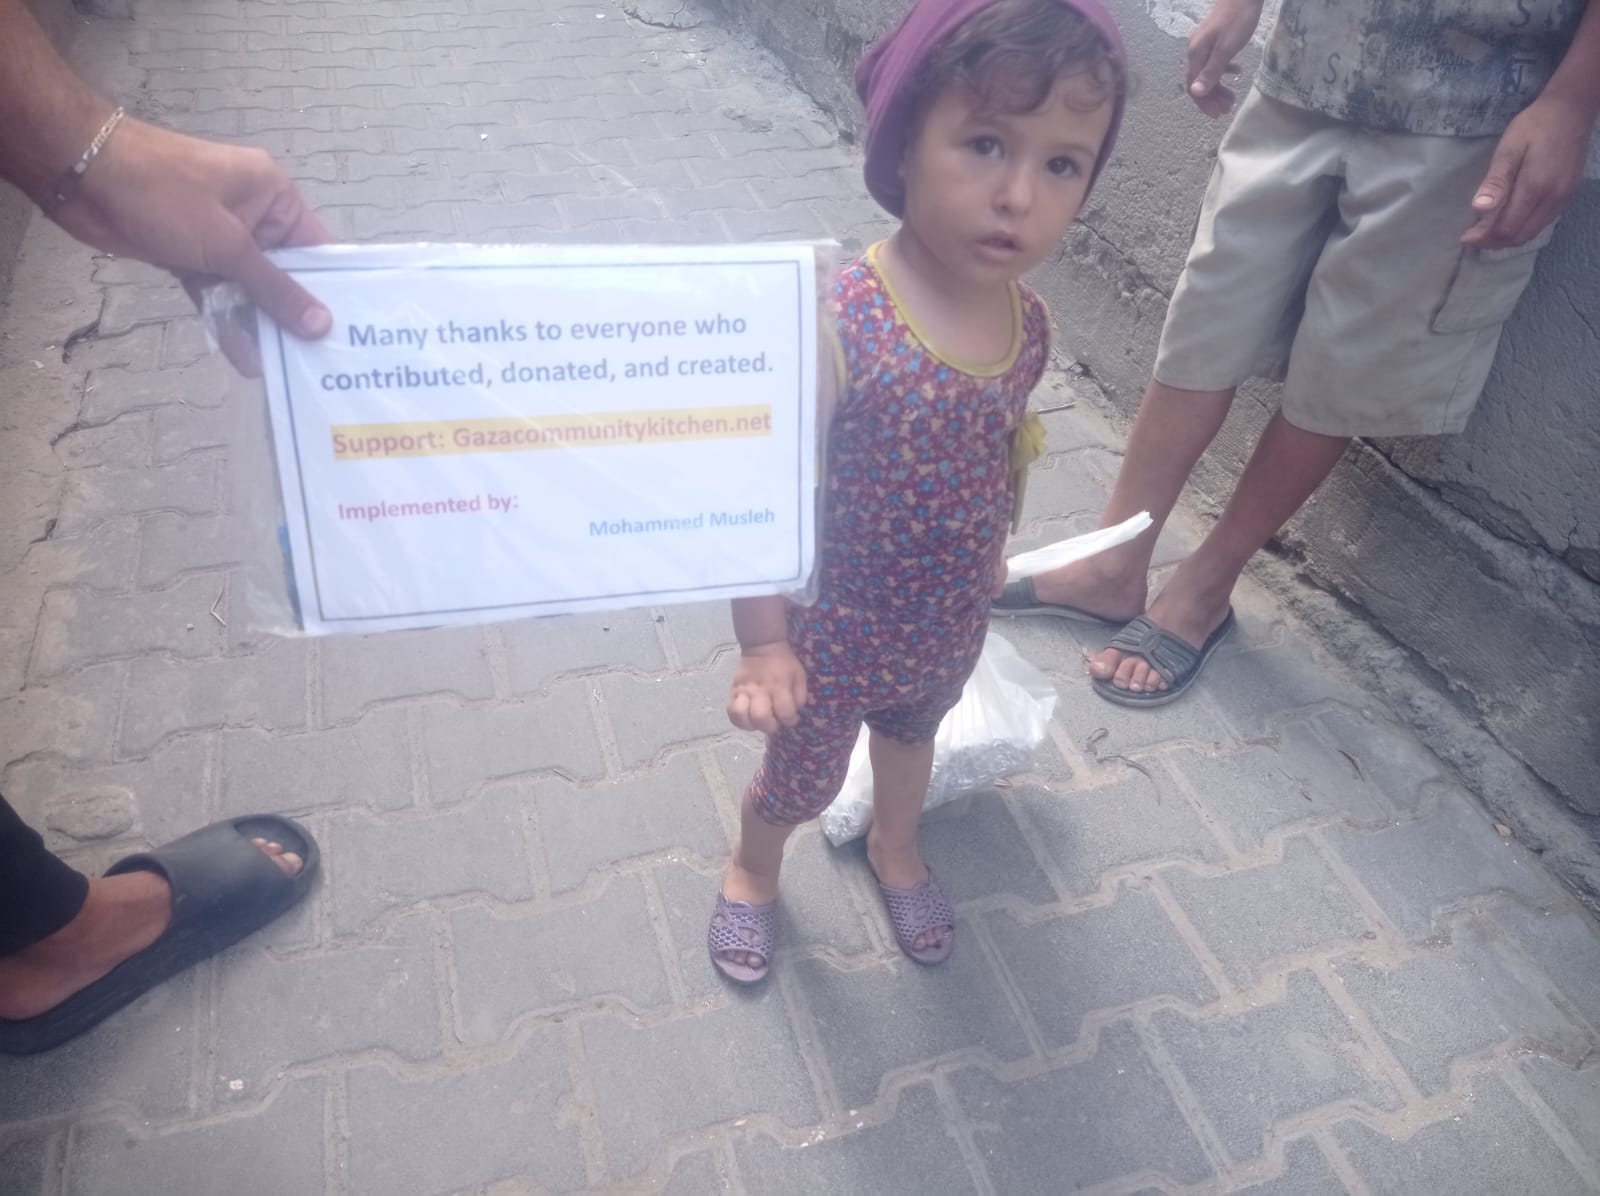 Many thanks to everyone who
contributed, donated, and created.
Support: Gazacommunitykitchen.net
Implemented by:
Mohammed Musleh